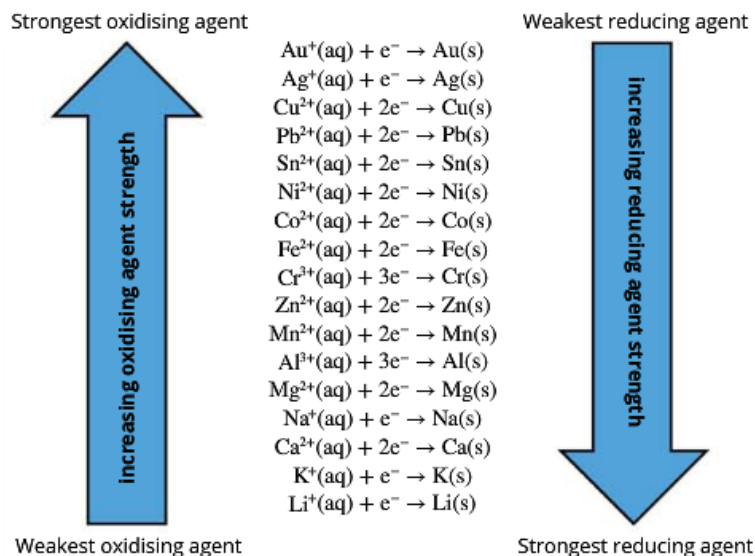 Strongest oxidising agent
Weakest reducing agent
Au⁺(aq) + e⁻ → Au(s)
Ag⁺(aq) + e⁻ → Ag(s)
Cu²⁺(aq) + 2e⁻ → Cu(s)
Pb²⁺(aq) + 2e⁻ → Pb(s)
Sn²⁺(aq) + 2e⁻ → Sn(s)
Ni²⁺(aq) + 2e⁻ → Ni(s)
Co²⁺(aq) + 2e⁻ → Co(s)
Fe²⁺(aq) + 2e⁻ → Fe(s)
Cr³⁺(aq) + 3e⁻ → Cr(s)
Zn²⁺(aq) + 2e⁻ → Zn(s)
Mn²⁺(aq) + 2e⁻ → Mn(s)
Al³⁺(aq) + 3e⁻ → Al(s)
Mg²⁺(aq) + 2e⁻ → Mg(s)
Na⁺(aq) + e⁻ → Na(s)
Ca²⁺(aq) + 2e⁻ → Ca(s)
K⁺(aq) + e⁻ → K(s)
Li⁺(aq) + e⁻ → Li(s)
increasing oxidising agent strength
increasing reducing agent strength
Weakest oxidising agent
Strongest reducing agent